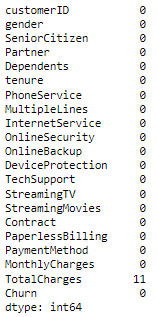 customerID 0
gender 0
SeniorCitizen 0
Partner 0
Dependents 0
tenure 0
PhoneService 0
MultipleLines 0
InternetService 0
OnlineSecurity 0
OnlineBackup 0
DeviceProtection 0
TechSupport 0
StreamingTV 0
StreamingMovies 0
Contract 0
PaperlessBilling 0
PaymentMethod 0
MonthlyCharges 0
TotalCharges 11
Churn 0
dtype: int64